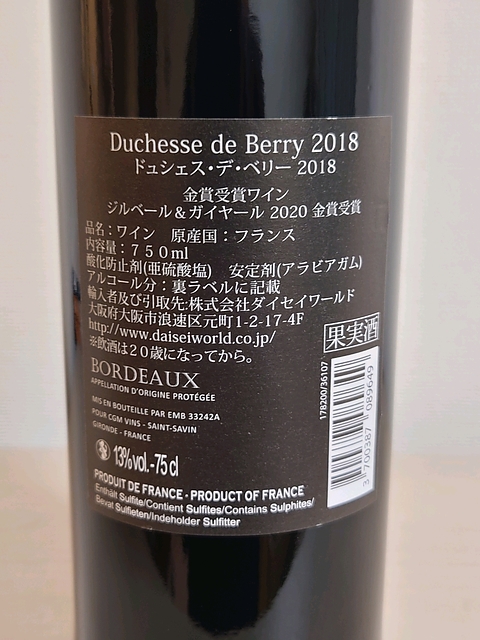 Duchesse de Berry 2018
ドュシェス・デ・ベリー 2018
金賞受賞ワイン
ジルベール＆ガイヤール 2020 金賞受賞
品名：ワイン　原産国：フランス
内容量：７５０ml
酸化防止剤(亜硫酸塩)　安定剤(アラビアガム)
アルコール分：裏ラベルに記載
輸入者及び引取先:株式会社ダイセイワールド
大阪府大阪市浪速区元町1-2-17-4F
http://www.daiseiworld.co.jp/
※飲酒は２０歳になってから。
果実酒
BORDEAUX
APPELLATION D'ORIGINE PROTÉGÉE
MIS EN BOUTEILLE PAR EMB 33242A
POUR CGM VINS - SAINT-SAVIN
GIRONDE - FRANCE
13%vol.-75cl
PRODUIT DE FRANCE - PRODUCT OF FRANCE
Enthält Sulfite/Contient Sulfites/Contains Sulphites/
Bevat Sulfieten/Indeholder Sulfitter
178200/36107
3 700387 089649